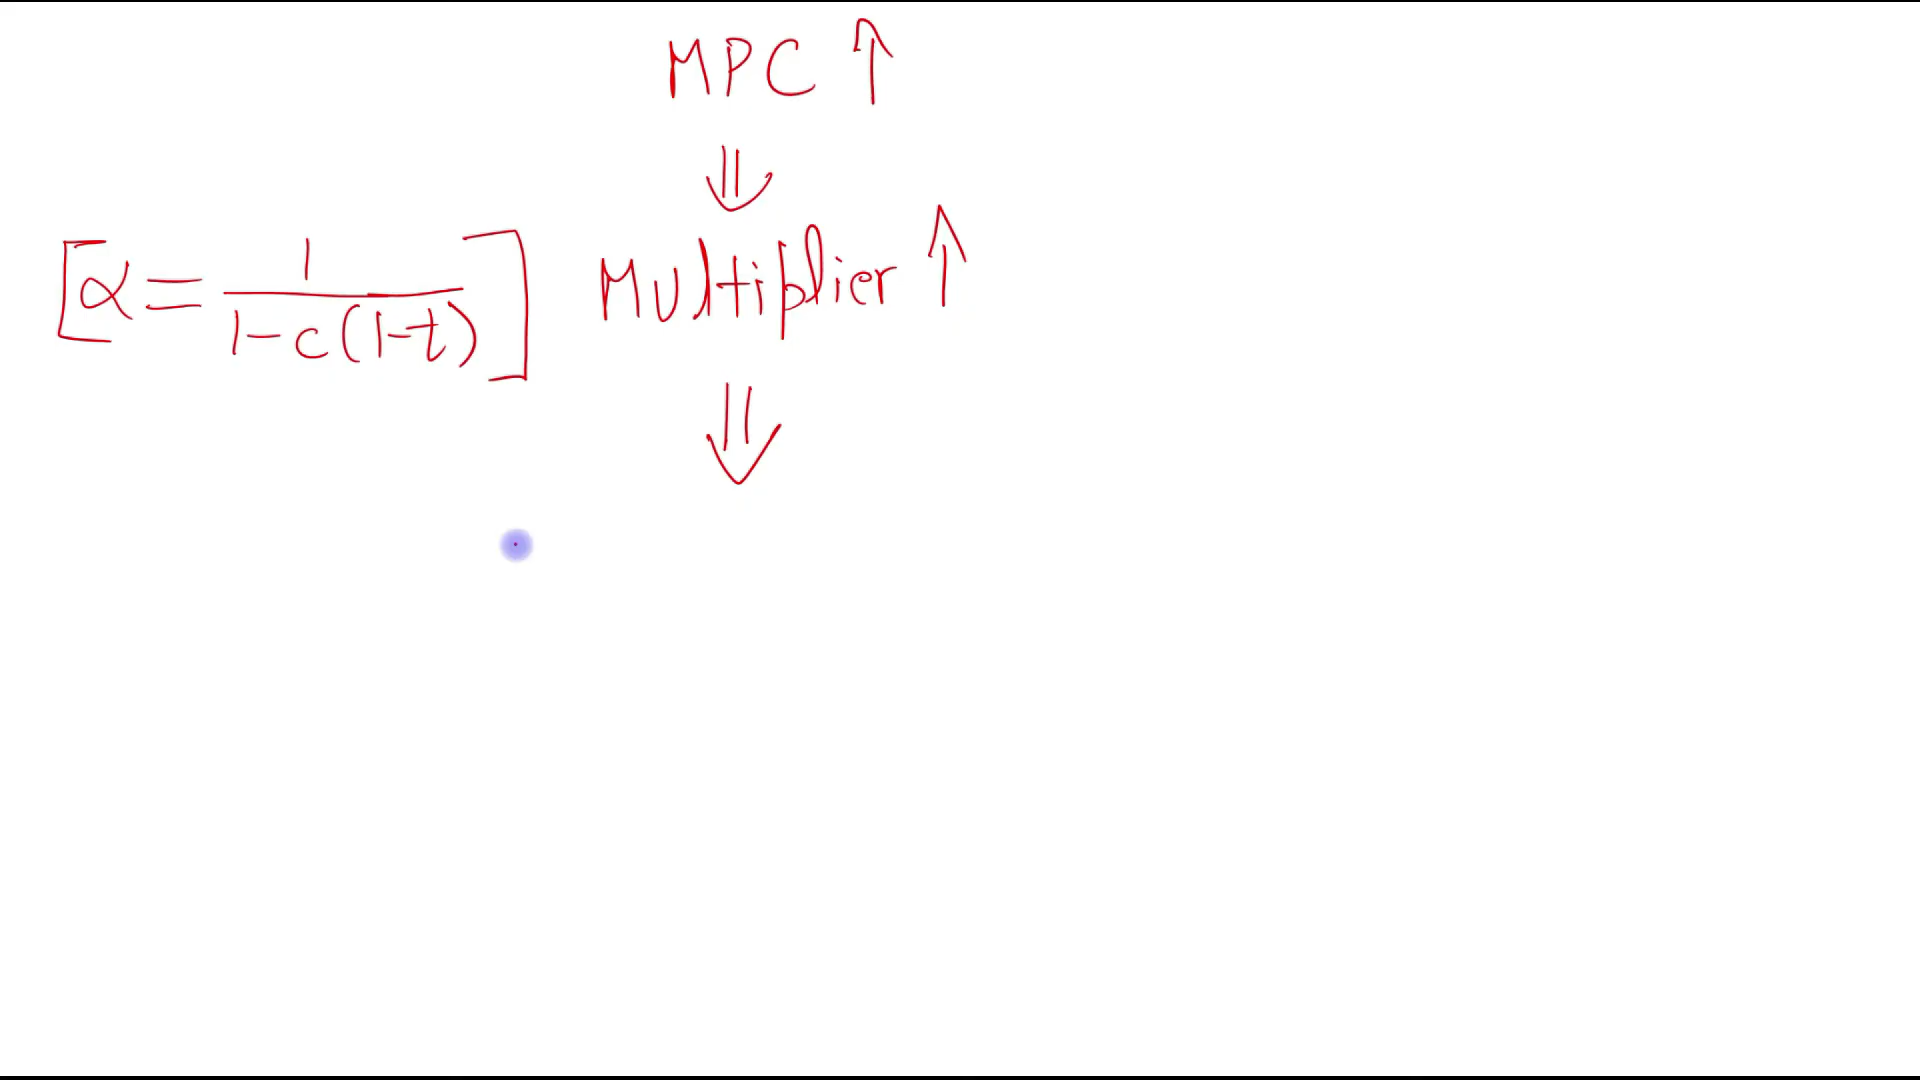 MPC ↑
⇓
[α = 1/(1-c(1-t))] Multiplier ↑
⇓